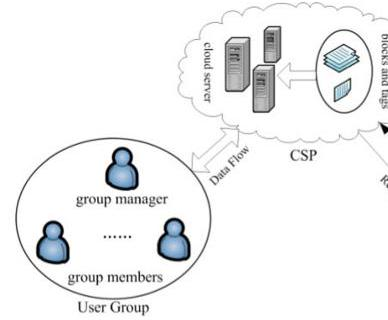 cloud server
blocks and tags
CSP
Data Flow
group manager
......
group members
User Group